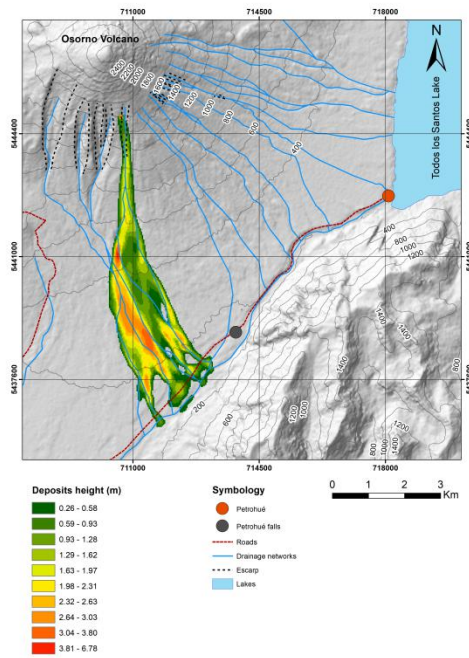 711000 714500 718000
Osorno Volcano
N
2400
2200
2000
1800
1600
1400
1200
1000
800
600
400
Todos los Santos Lake
5444400
400
800
1000
1200
5441000
1400
1400
1400
5437600 5437600
200
600
1200
1000
1200
800
1000
1400
711000 714500 718000
Deposits height (m)
0.26 - 0.58
0.59 - 0.93
0.93 - 1.28
1.29 - 1.62
1.63 - 1.97
1.98 - 2.31
2.32 - 2.63
2.64 - 3.03
3.04 - 3.80
3.81 - 6.78
Symbology
Petrohué
Petrohué falls
Roads
Drainage networks
Escarp
Lakes
0 1 2 3
Km